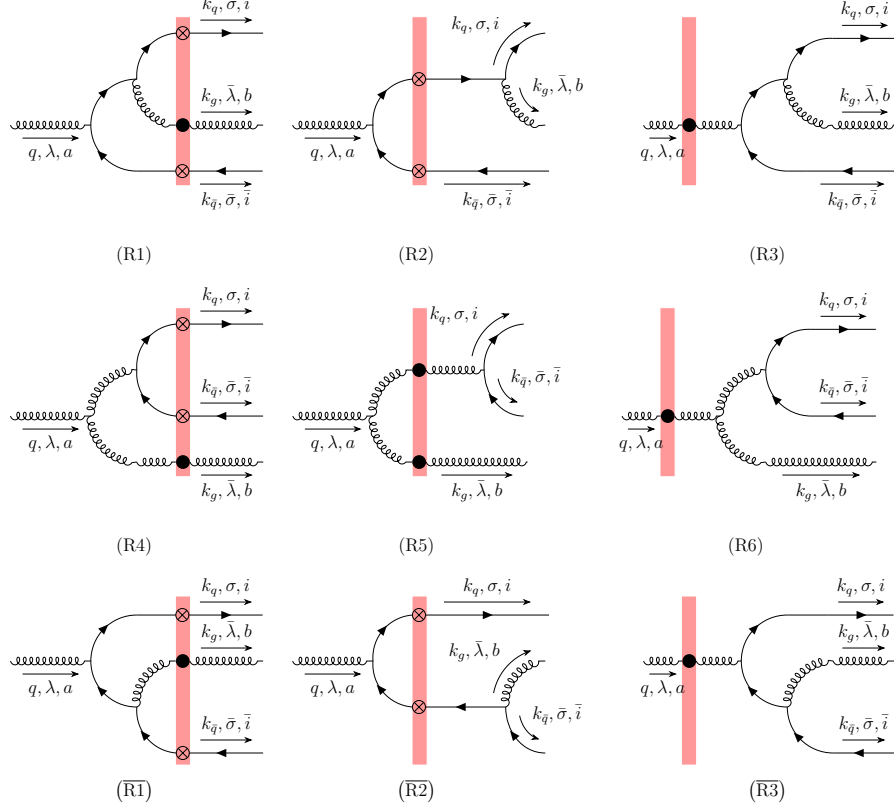 k_q, σ, i
k_g, λ̄, b
q, λ, a
k_q̄, σ̄, ī
(R1)
k_q, σ, i
k_g, λ̄, b
q, λ, a
k_q̄, σ̄, ī
(R2)
k_q, σ, i
k_g, λ̄, b
q, λ, a
k_q̄, σ̄, ī
(R3)
k_q, σ, i
k_q̄, σ̄, ī
q, λ, a
k_g, λ̄, b
(R4)
k_q, σ, i
k_q̄, σ̄, ī
q, λ, a
k_g, λ̄, b
(R5)
k_q, σ, i
k_q̄, σ̄, ī
q, λ, a
k_g, λ̄, b
(R6)
k_q, σ, i
k_g, λ̄, b
q, λ, a
k_q̄, σ̄, ī
(R̅1̅)
k_q, σ, i
k_g, λ̄, b
q, λ, a
k_q̄, σ̄, ī
(R̅2̅)
k_q, σ, i
k_g, λ̄, b
q, λ, a
k_q̄, σ̄, ī
(R̅3̅)